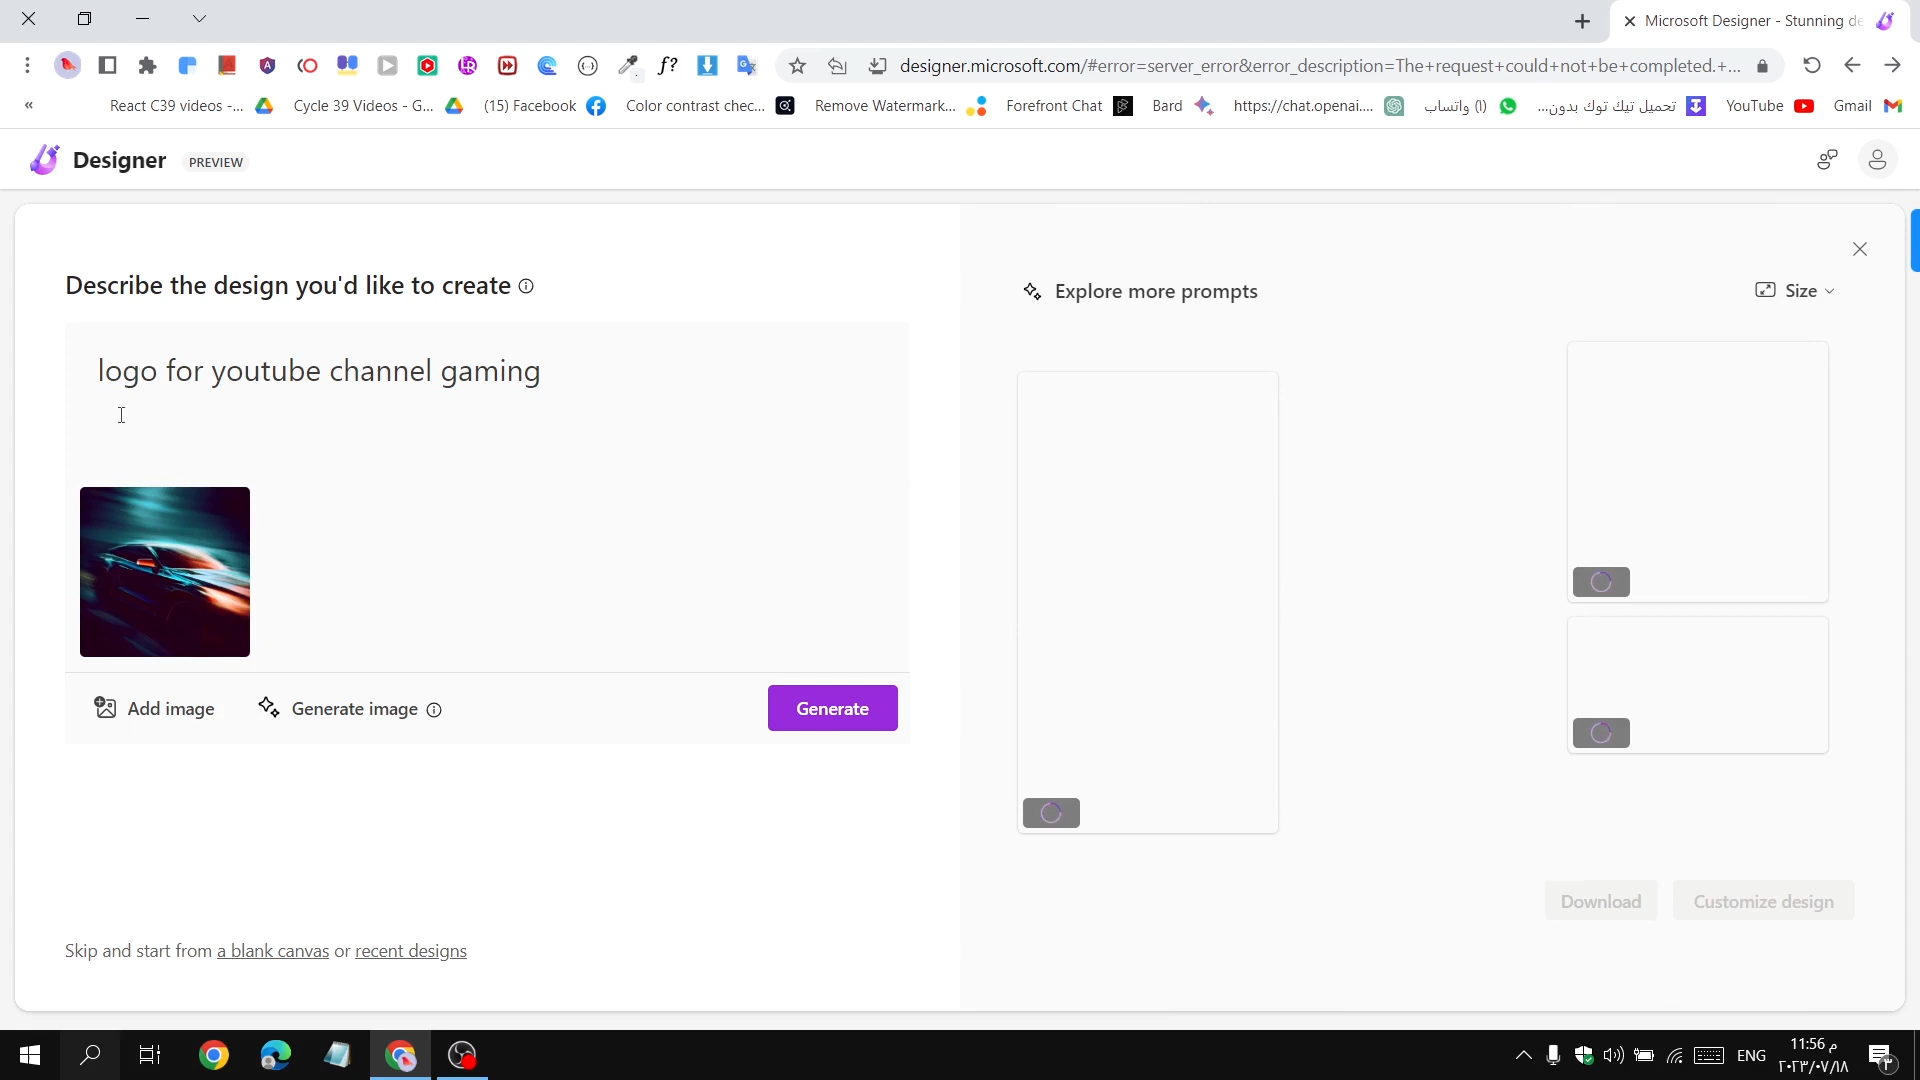 Microsoft Designer - Stunning de
designer.microsoft.com/#error=server_error&error_description=The+request+could+not+be+completed.+...
React C39 videos -...
Cycle 39 Videos - G...
(15) Facebook
Color contrast chec...
Remove Watermark...
Forefront Chat
Bard
https://chat.openai....
(١) واتساب
تحميل تيك توك بدون...
YouTube
Gmail
Designer
PREVIEW
Describe the design you'd like to create
Explore more prompts
Size
logo for youtube channel gaming
Add image
Generate image
Generate
Download
Customize design
Skip and start from a blank canvas or recent designs
ENG
11:56 م
٢٠٢٣/٠٧/١٨
٣